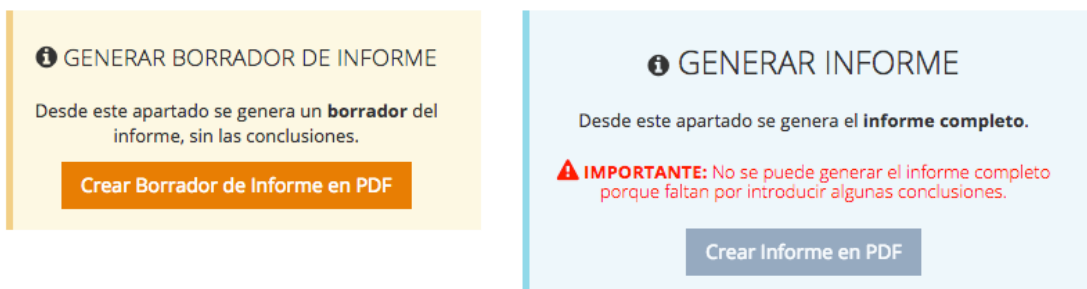 GENERAR BORRADOR DE INFORME
Desde este apartado se genera un borrador del
informe, sin las conclusiones.
Crear Borrador de Informe en PDF
GENERAR INFORME
Desde este apartado se genera el informe completo.
IMPORTANTE: No se puede generar el informe completo
porque faltan por introducir algunas conclusiones.
Crear Informe en PDF